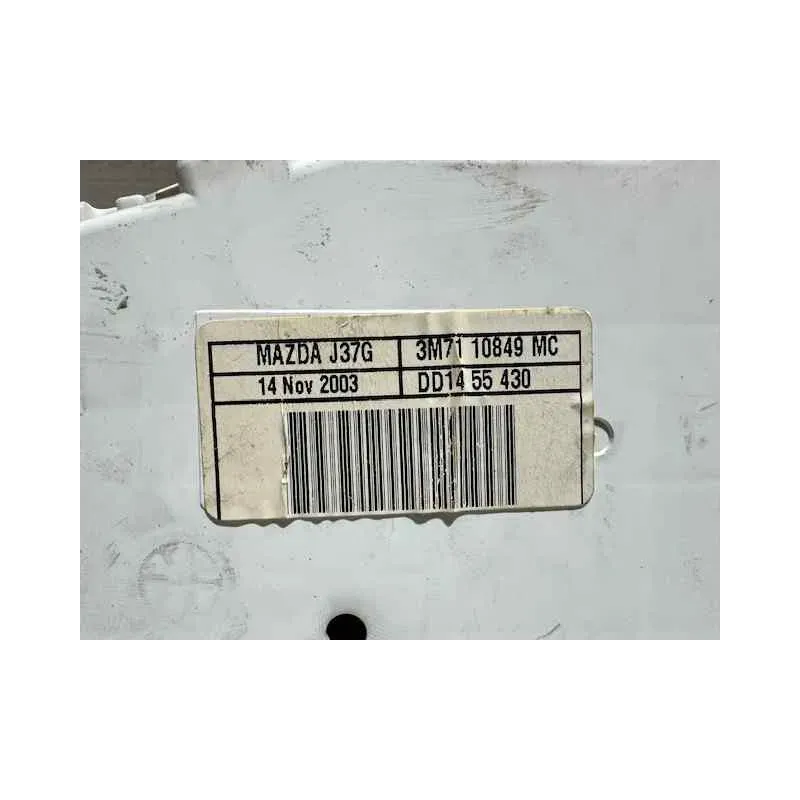 MAZDA J37G 3M71 10849 MC
14 Nov 2003 DD14 55 430